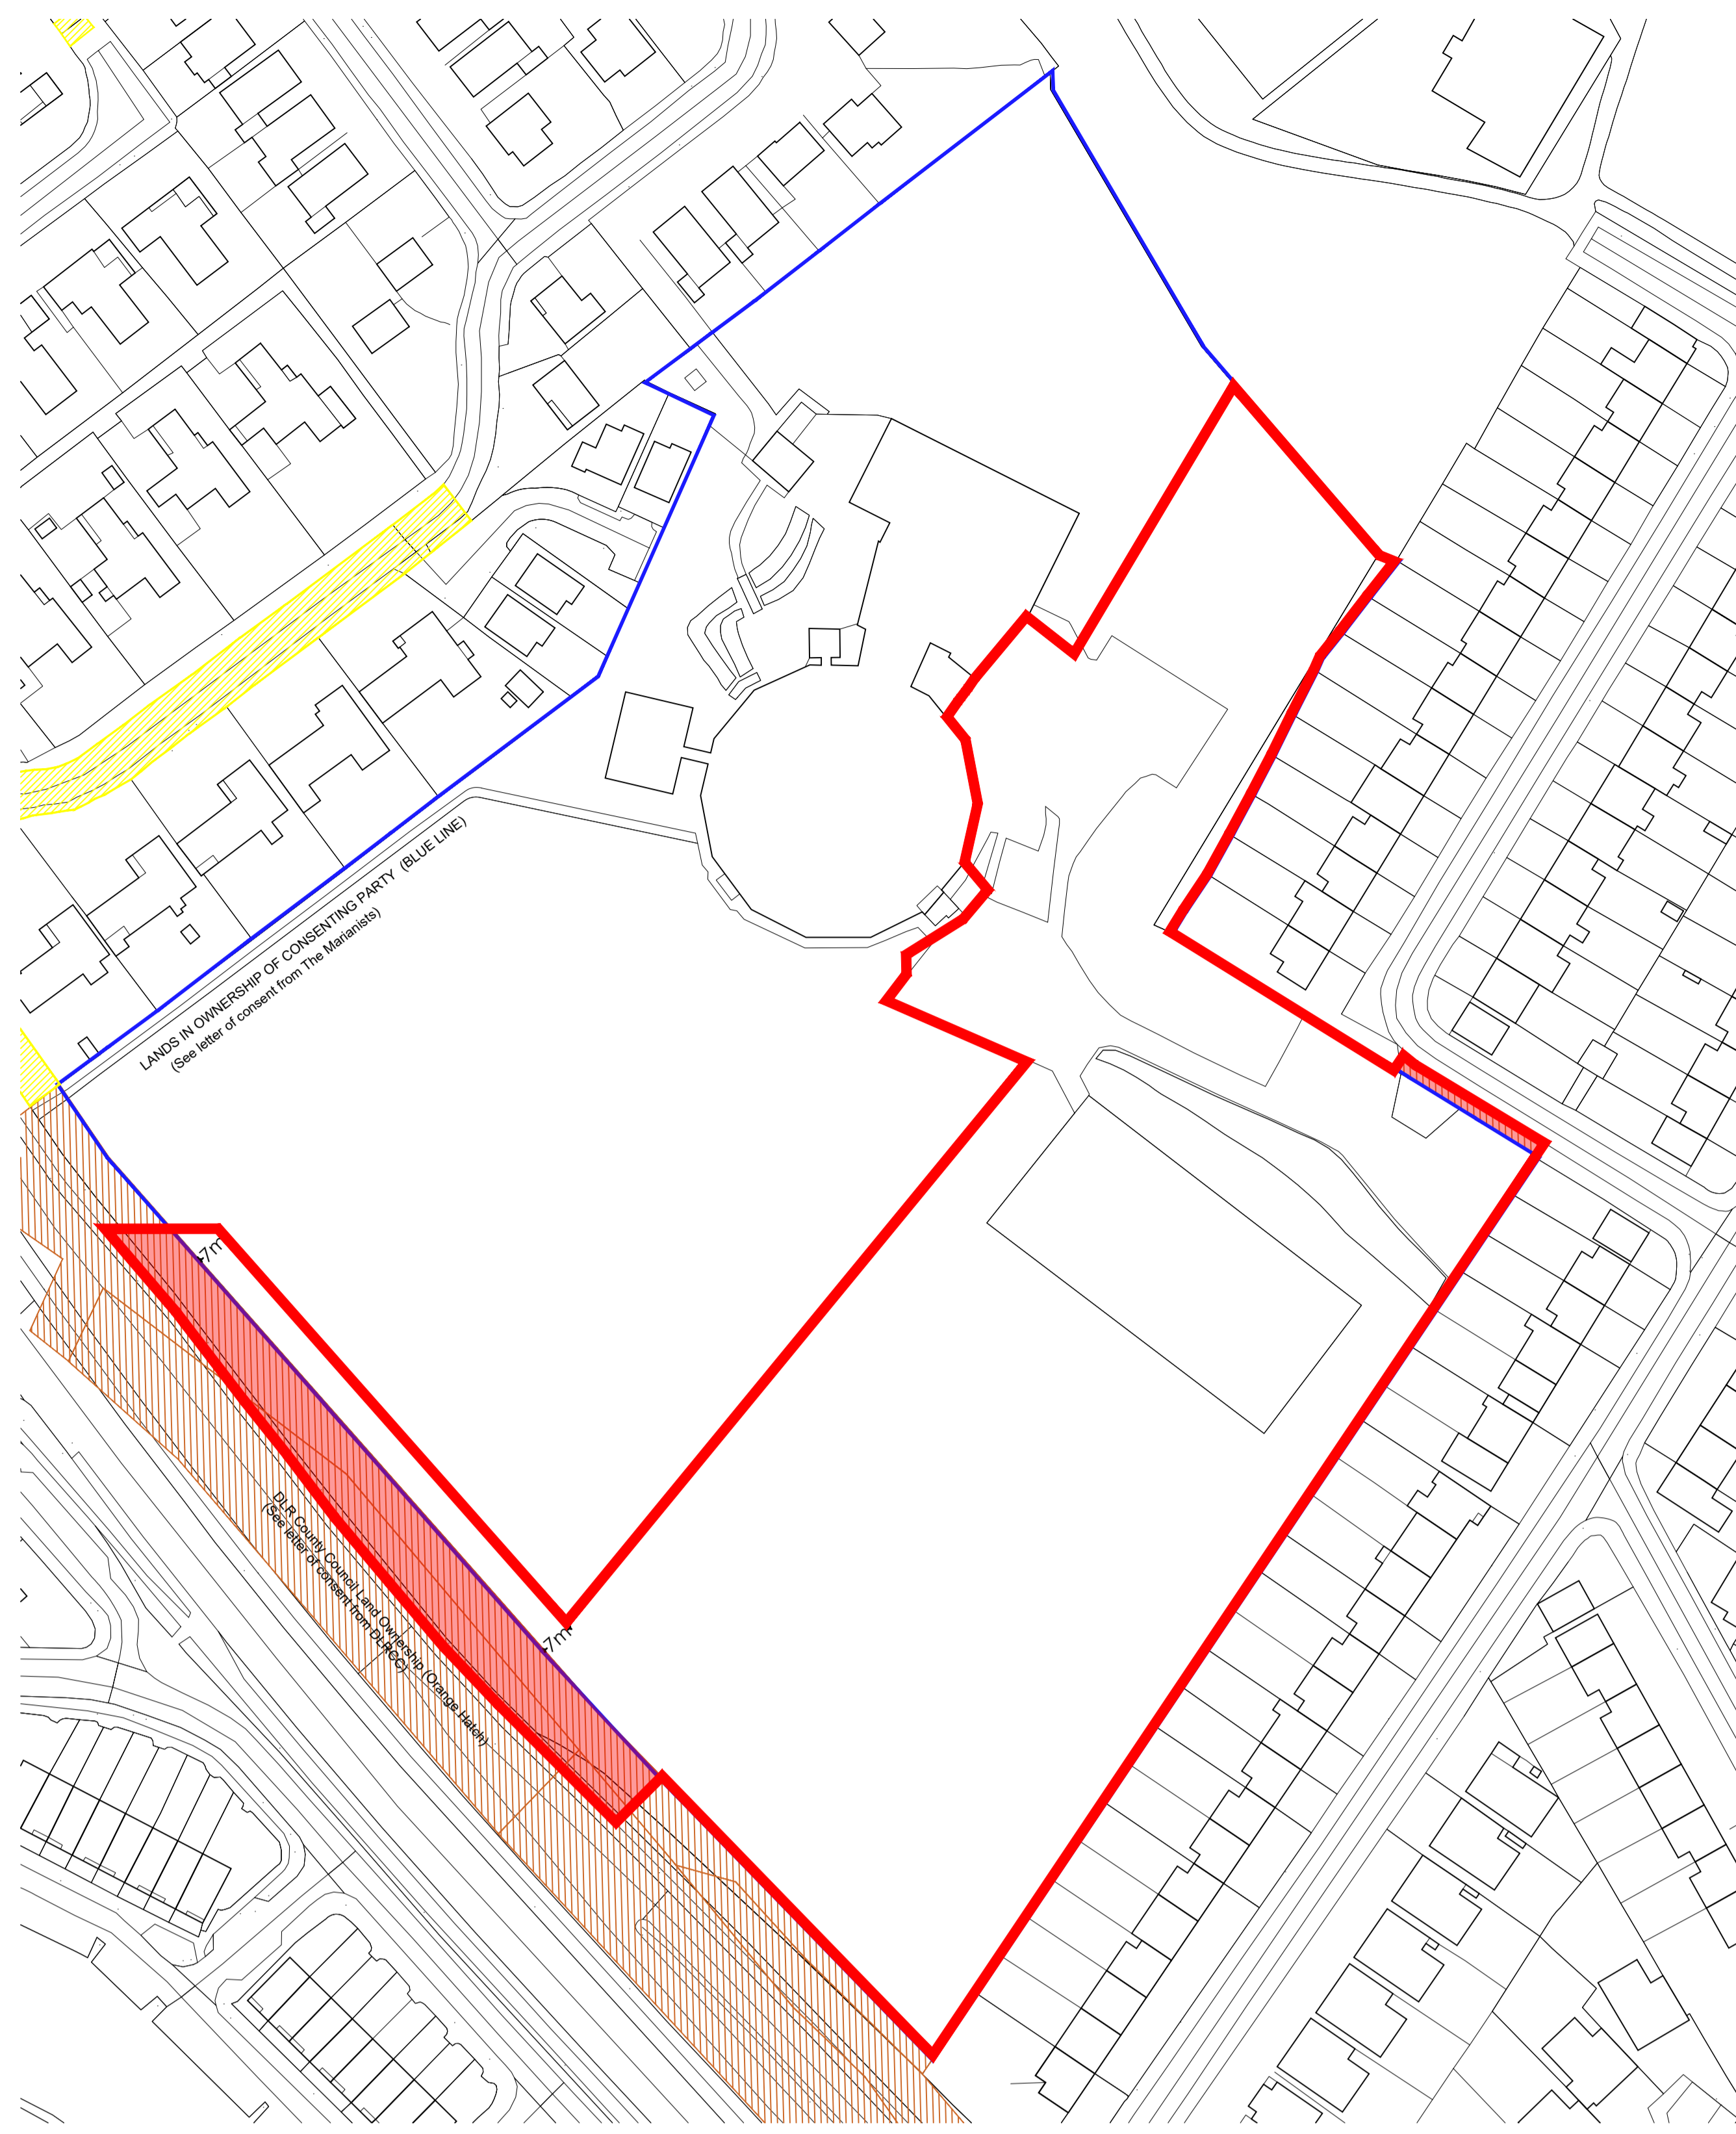 LANDS IN OWNERSHIP OF CONSENTING PARTY (BLUE LINE)
(See letter of consent from The Marianists)
7m
7m
DLR County Council Land Ownership (Orange Hatch)
(See letter of consent from DLRCC)